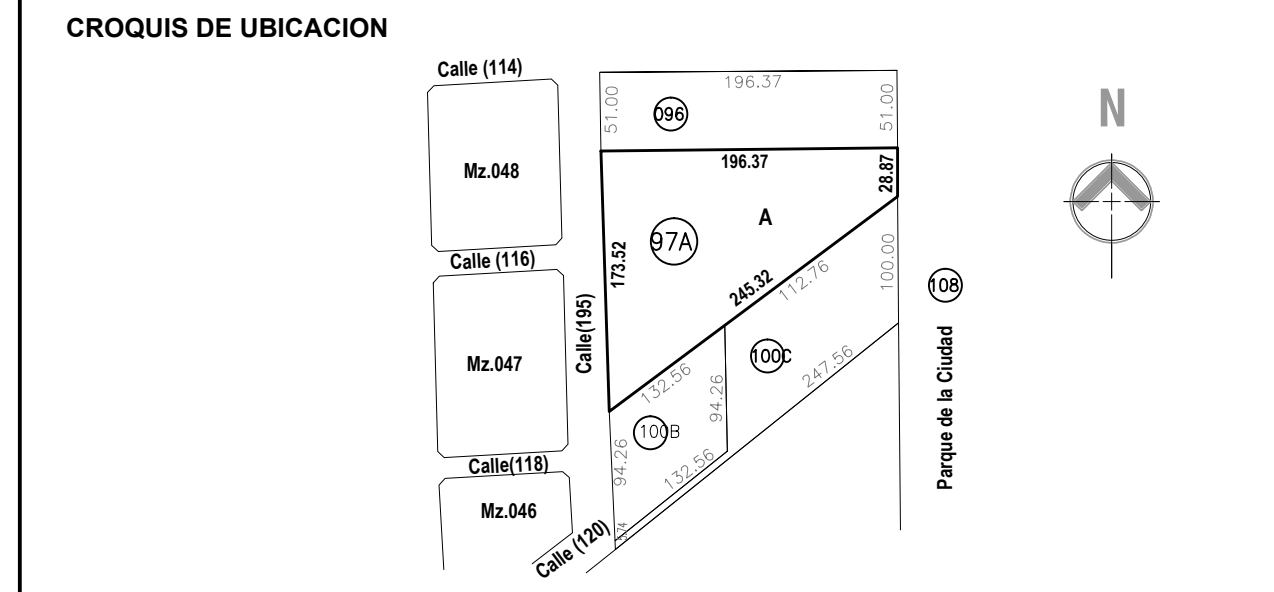 CROQUIS DE UBICACION
Calle (114)
196.37
51.00
096
51.00
N
Mz.048
196.37
28.87
A
97A
173.52
Calle (116)
245.32
112.76
100.00
108
Calle(195)
Mz.047
100C
247.56
Parque de la Ciudad
132.56
94.26
100B
94.26
132.56
Calle(118)
Mz.046
Calle (120)